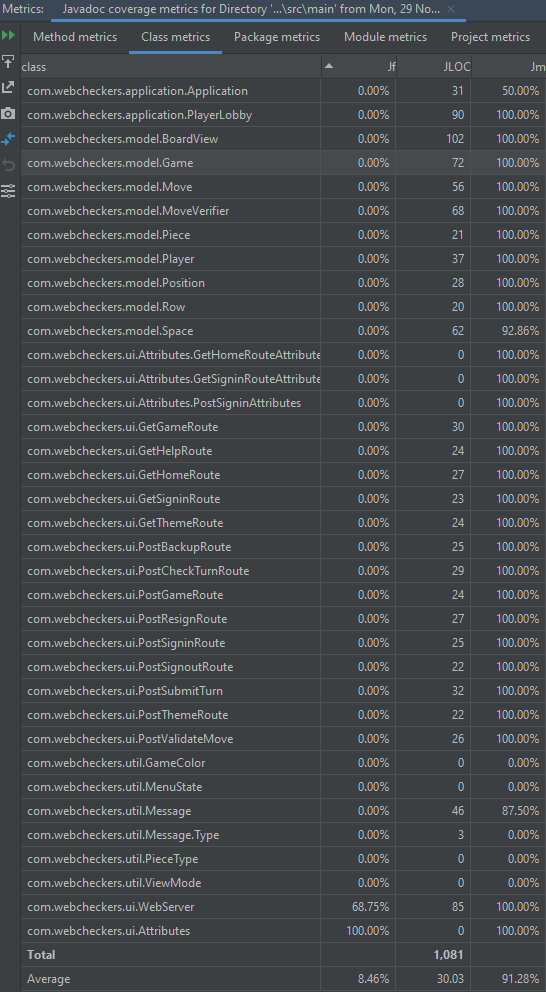 Metrics: Javadoc coverage metrics for Directory '...\src\main' from Mon, 29 No...
Method metrics Class metrics Package metrics Module metrics Project metrics
class Jf JLOC Jm
com.webcheckers.application.Application 0.00% 31 50.00%
com.webcheckers.application.PlayerLobby 0.00% 90 100.00%
com.webcheckers.model.BoardView 0.00% 102 100.00%
com.webcheckers.model.Game 0.00% 72 100.00%
com.webcheckers.model.Move 0.00% 56 100.00%
com.webcheckers.model.MoveVerifier 0.00% 68 100.00%
com.webcheckers.model.Piece 0.00% 21 100.00%
com.webcheckers.model.Player 0.00% 37 100.00%
com.webcheckers.model.Position 0.00% 28 100.00%
com.webcheckers.model.Row 0.00% 20 100.00%
com.webcheckers.model.Space 0.00% 62 92.86%
com.webcheckers.ui.Attributes.GetHomeRouteAttribute 0.00% 0 100.00%
com.webcheckers.ui.Attributes.GetSigninRouteAttribute 0.00% 0 100.00%
com.webcheckers.ui.Attributes.PostSigninAttributes 0.00% 0 100.00%
com.webcheckers.ui.GetGameRoute 0.00% 30 100.00%
com.webcheckers.ui.GetHelpRoute 0.00% 24 100.00%
com.webcheckers.ui.GetHomeRoute 0.00% 27 100.00%
com.webcheckers.ui.GetSigninRoute 0.00% 23 100.00%
com.webcheckers.ui.GetThemeRoute 0.00% 24 100.00%
com.webcheckers.ui.PostBackupRoute 0.00% 25 100.00%
com.webcheckers.ui.PostCheckTurnRoute 0.00% 29 100.00%
com.webcheckers.ui.PostGameRoute 0.00% 24 100.00%
com.webcheckers.ui.PostResignRoute 0.00% 27 100.00%
com.webcheckers.ui.PostSigninRoute 0.00% 25 100.00%
com.webcheckers.ui.PostSignoutRoute 0.00% 22 100.00%
com.webcheckers.ui.PostSubmitTurn 0.00% 32 100.00%
com.webcheckers.ui.PostThemeRoute 0.00% 22 100.00%
com.webcheckers.ui.PostValidateMove 0.00% 26 100.00%
com.webcheckers.util.GameColor 0.00% 0 0.00%
com.webcheckers.util.MenuState 0.00% 0 0.00%
com.webcheckers.util.Message 0.00% 46 87.50%
com.webcheckers.util.Message.Type 0.00% 3 0.00%
com.webcheckers.util.PieceType 0.00% 0 0.00%
com.webcheckers.util.ViewMode 0.00% 0 0.00%
com.webcheckers.ui.WebServer 68.75% 85 100.00%
com.webcheckers.ui.Attributes 100.00% 0 100.00%
Total 1,081
Average 8.46% 30.03 91.28%